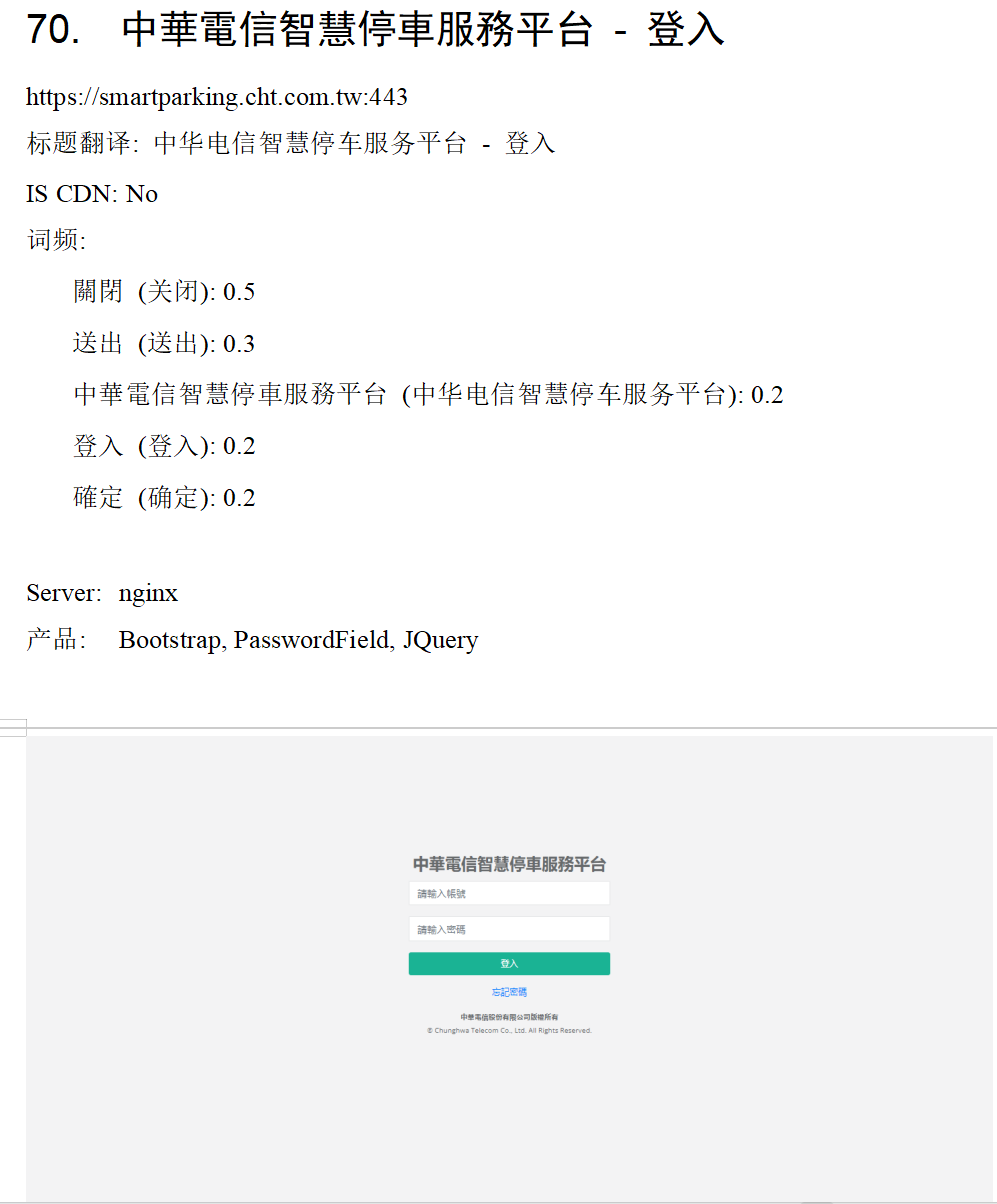 70. 中華電信智慧停車服務平台 - 登入
https://smartparking.cht.com.tw:443
标题翻译: 中华电信智慧停车服务平台 - 登入
IS CDN: No
词频:
關閉 (关闭): 0.5
送出 (送出): 0.3
中華電信智慧停車服務平台 (中华电信智慧停车服务平台): 0.2
登入 (登入): 0.2
確定 (确定): 0.2
Server: nginx
产品: Bootstrap, PasswordField, JQuery
中華電信智慧停車服務平台
請輸入帳號
請輸入密碼
登入
忘記密碼
中華電信股份有限公司版權所有
© Chunghwa Telecom Co., Ltd. All Rights Reserved.